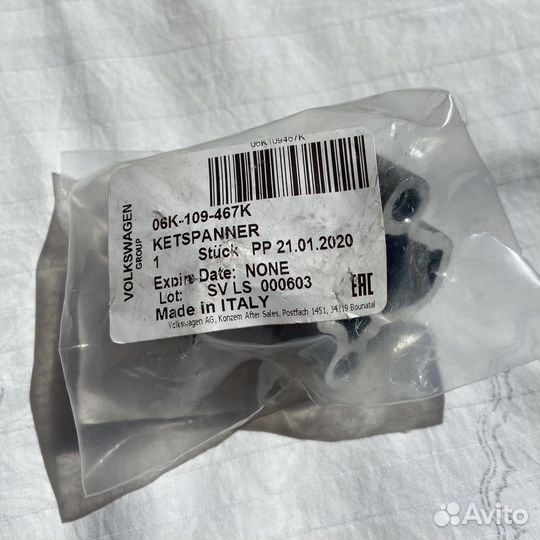 06K109467K
VOLKSWAGEN
GROUP
06K-109-467K
KETSPANNER
1 Stück PP 21.01.2020
Expire Date: NONE
Lot: SV LS 000603
Made in ITALY
EAC
Volkswagen AG, Konzern After Sales, Postfach 1451, 34219 Baunatal
Avito